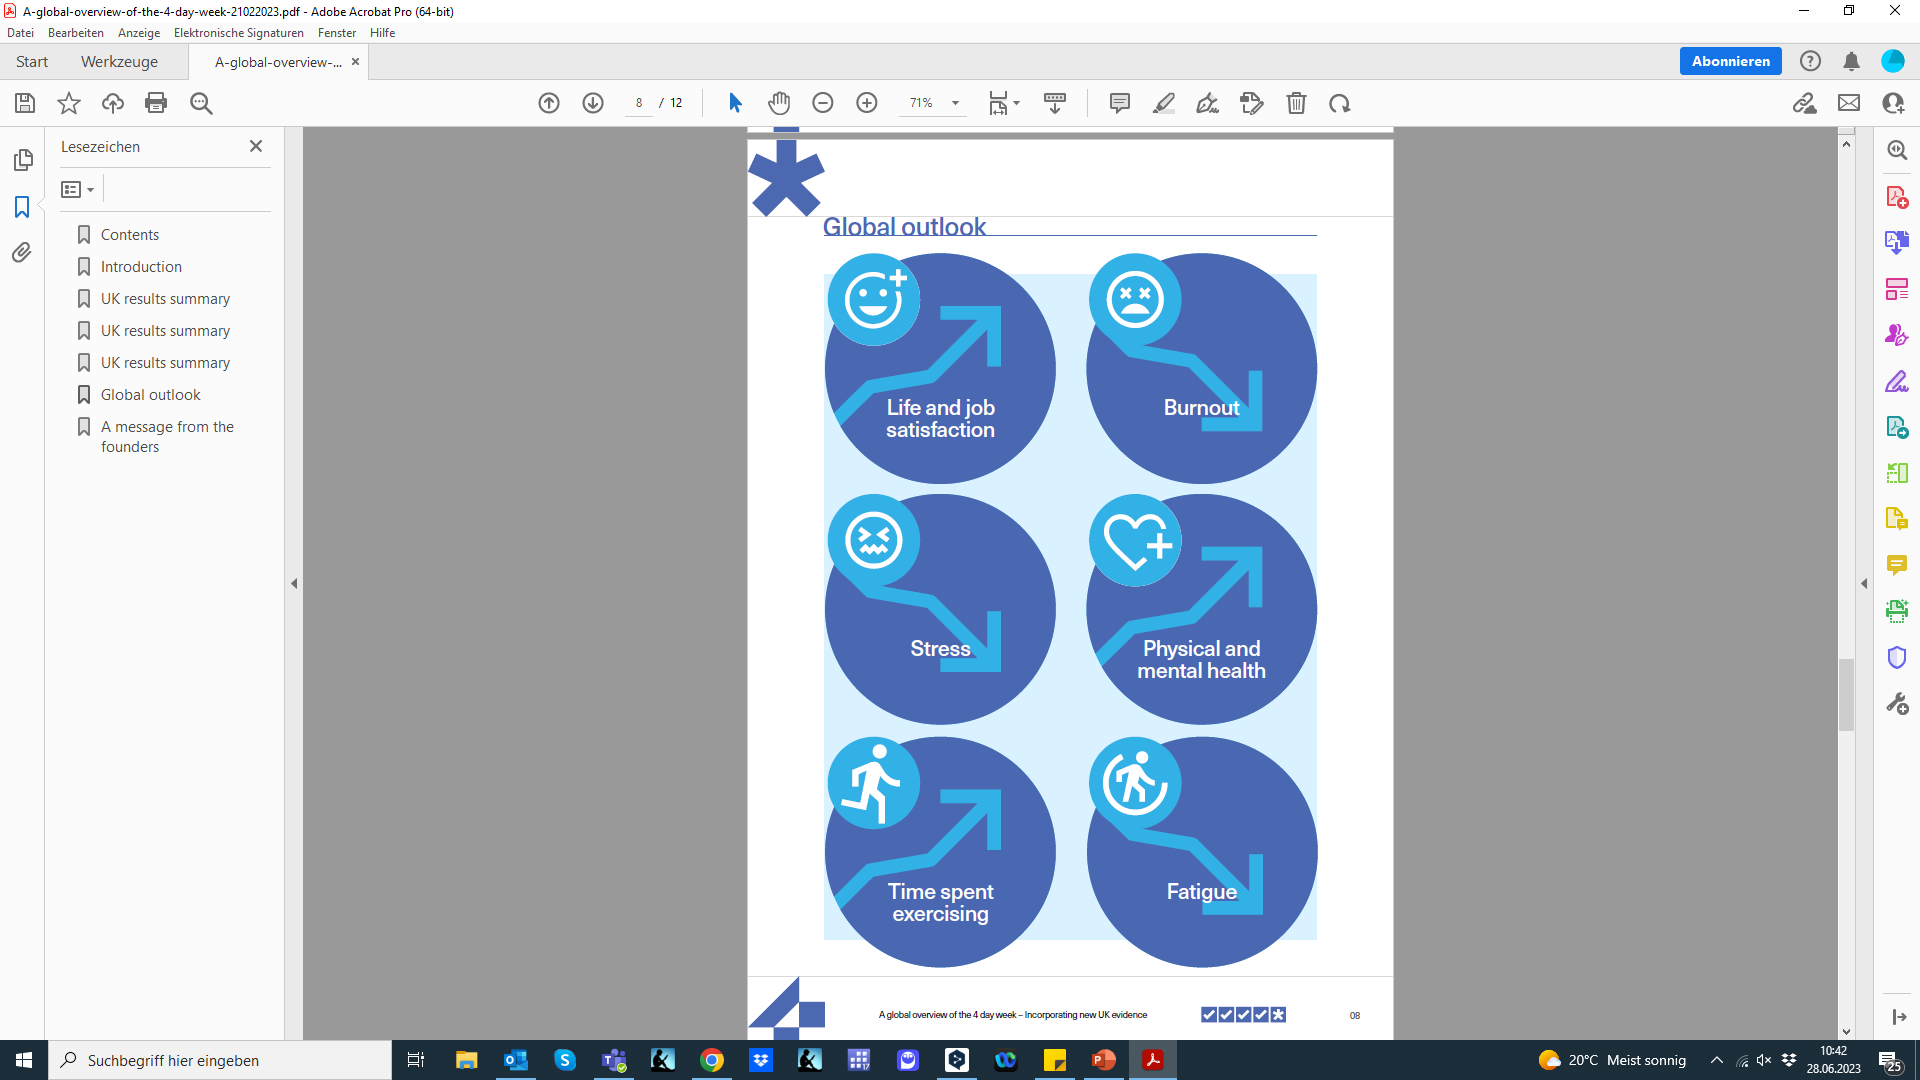 A-global-overview-of-the-4-day-week-21022023.pdf - Adobe Acrobat Pro (64-bit)
Datei Bearbeiten Anzeige Elektronische Signaturen Fenster Hilfe
Start Werkzeuge A-global-overview-... Abonnieren
8 / 12 71%
Lesezeichen
Contents
Introduction
UK results summary
UK results summary
UK results summary
Global outlook
A message from the
founders
Global outlook
Life and job
satisfaction
Burnout
Stress
Physical and
mental health
Time spent
exercising
Fatigue
A global overview of the 4 day week – Incorporating new UK evidence
08
Suchbegriff hier eingeben
17
20°C Meist sonnig
10:42
28.06.2023
25